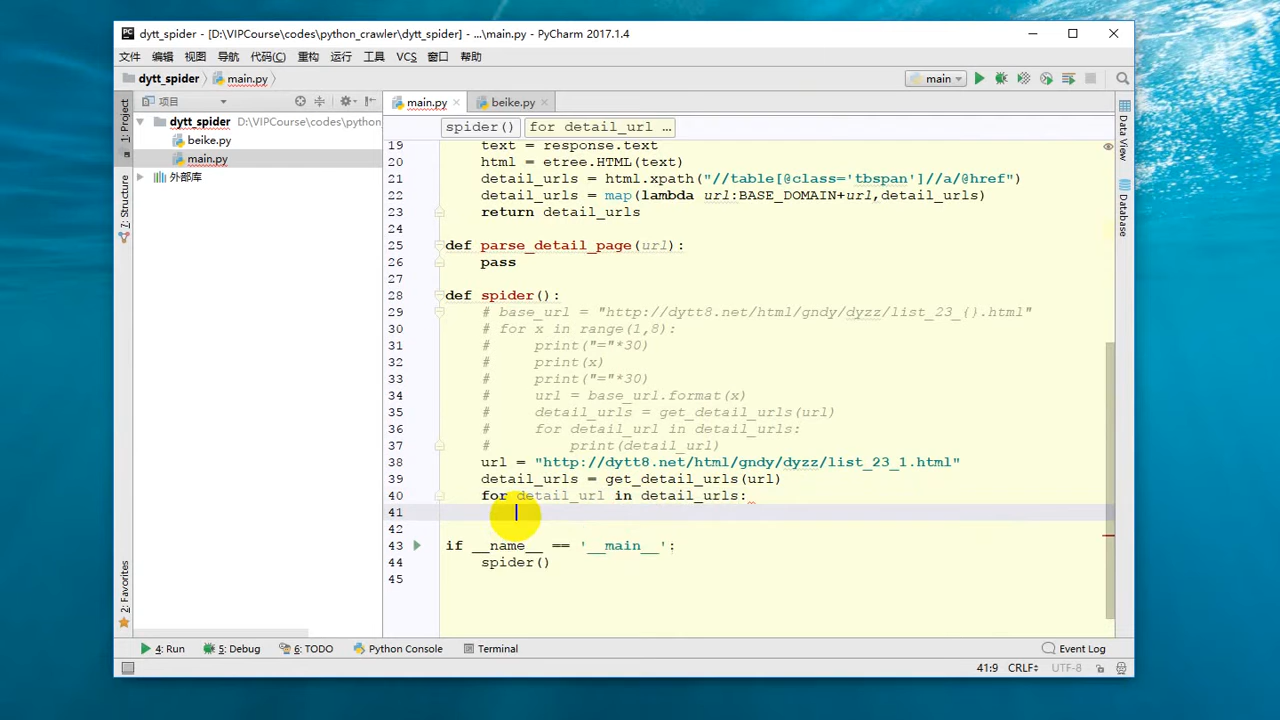 dytt_spider - [D:\VIPCourse\codes\python_crawler\dytt_spider] - ...\main.py - PyCharm 2017.1.4
文件 编辑 视图 导航 代码(C) 重构 运行 工具 VCS 窗口 帮助
dytt_spider main.py main
项目 main.py beike.py
dytt_spider D:\VIPCourse\codes\python
beike.py
main.py
外部库
1: Project
7: Structure
2: Favorites
Data View
Database
spider() for detail_url ...
19 text = response.text
20 html = etree.HTML(text)
21 detail_urls = html.xpath("//table[@class='tbspan']//a/@href")
22 detail_urls = map(lambda url:BASE_DOMAIN+url,detail_urls)
23 return detail_urls
24
25 def parse_detail_page(url):
26 pass
27
28 def spider():
29 # base_url = "http://dytt8.net/html/gndy/dyzz/list_23_{}.html"
30 # for x in range(1,8):
31 # print("="*30)
32 # print(x)
33 # print("="*30)
34 # url = base_url.format(x)
35 # detail_urls = get_detail_urls(url)
36 # for detail_url in detail_urls:
37 # print(detail_url)
38 url = "http://dytt8.net/html/gndy/dyzz/list_23_1.html"
39 detail_urls = get_detail_urls(url)
40 for detail_url in detail_urls:
41
42
43 if __name__ == '__main__':
44 spider()
45
4: Run 5: Debug 6: TODO Python Console Terminal Event Log
41:9 CRLF UTF-8